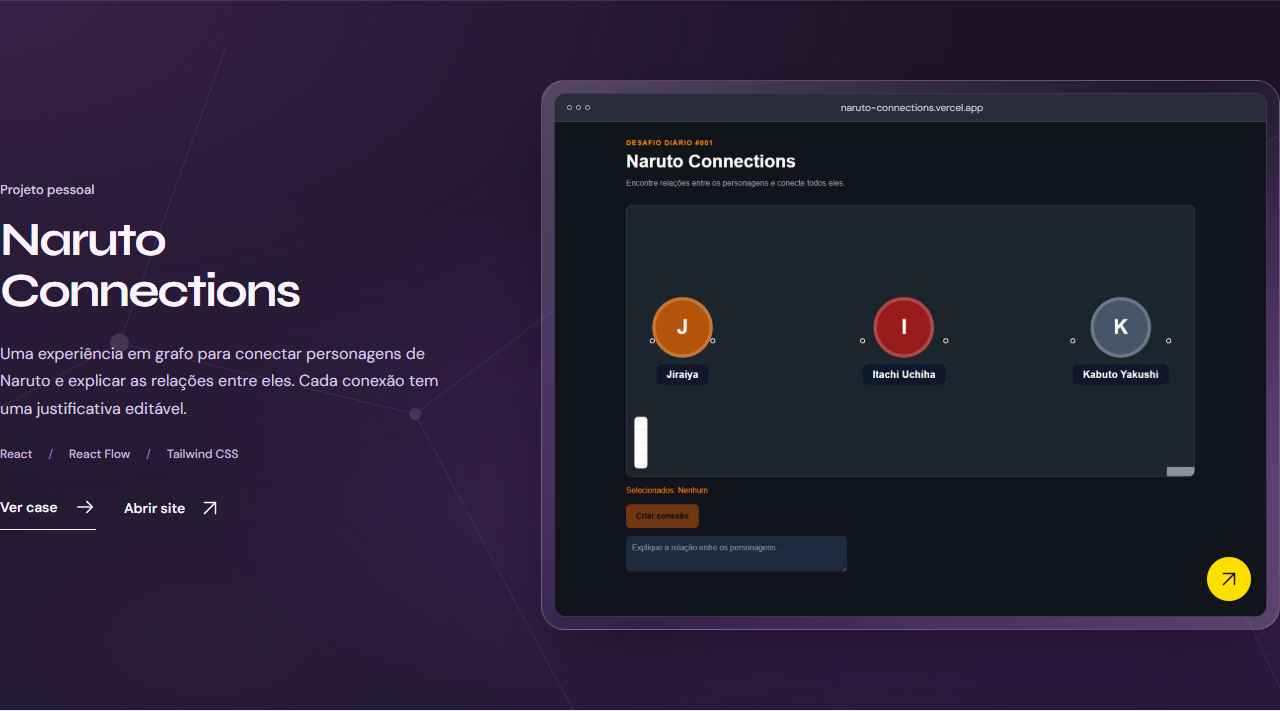 Projeto pessoal
Naruto
Connections
Uma experiência em grafo para conectar personagens de
Naruto e explicar as relações entre eles. Cada conexão tem
uma justificativa editável.
React / React Flow / Tailwind CSS
Ver case
Abrir site
naruto-connections.vercel.app
DESAFIO DIÁRIO #001
Naruto Connections
Encontre relações entre os personagens e conecte todos eles.
J
I
K
Jiraiya
Itachi Uchiha
Kabuto Yakushi
Selecionados: Nenhum
Criar conexão
Explique a relação entre os personagens...